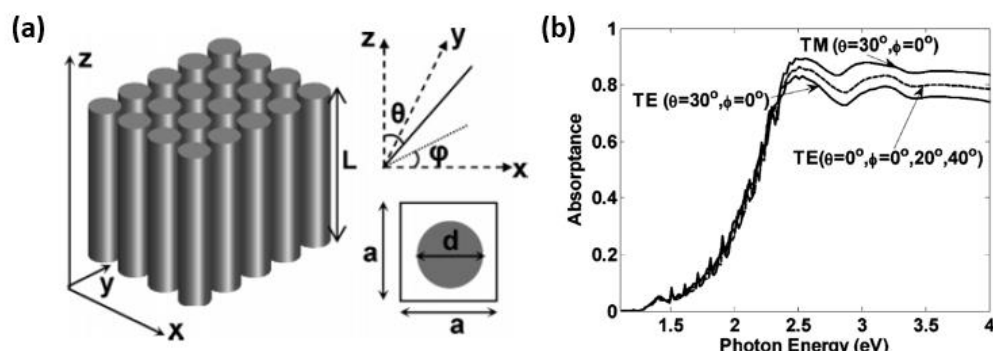 (a)
z
y
x
L
z
y
θ
φ
x
a
d
a
(b)
Absorptance
1
0.8
0.6
0.4
0.2
0
1.5
2
2.5
3
3.5
4
Photon Energy (eV)
TM (θ=30°,ϕ=0°)
TE (θ=30°,ϕ=0°)
TE(θ=0°,ϕ=0°,20°,40°)